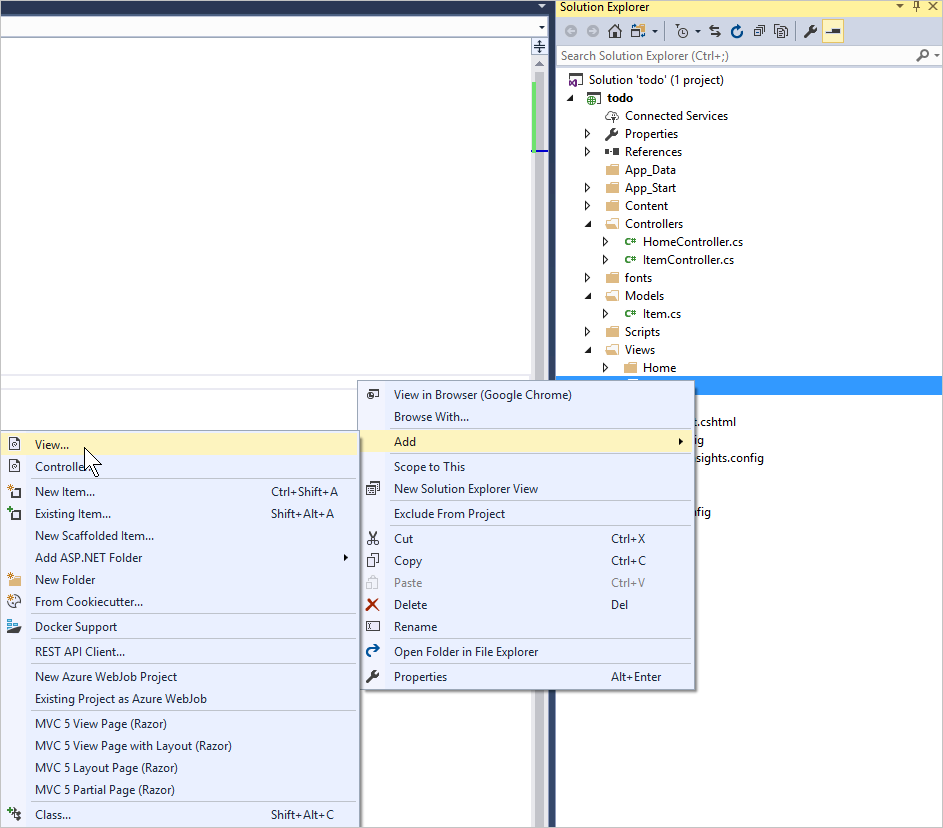 Solution Explorer
Search Solution Explorer (Ctrl+;)
Solution 'todo' (1 project)
todo
Connected Services
Properties
References
App_Data
App_Start
Content
Controllers
C# HomeController.cs
C# ItemController.cs
fonts
Models
C# Item.cs
Scripts
Views
Home
t.cshtml
ig
sights.config
fig
View in Browser (Google Chrome)
Browse With...
Add
Scope to This
New Solution Explorer View
Exclude From Project
Cut Ctrl+X
Copy Ctrl+C
Paste Ctrl+V
Delete Del
Rename
Open Folder in File Explorer
Properties Alt+Enter
View...
Controller
New Item... Ctrl+Shift+A
Existing Item... Shift+Alt+A
New Scaffolded Item...
Add ASP.NET Folder
New Folder
From Cookiecutter...
Docker Support
REST API Client...
New Azure WebJob Project
Existing Project as Azure WebJob
MVC 5 View Page (Razor)
MVC 5 View Page with Layout (Razor)
MVC 5 Layout Page (Razor)
MVC 5 Partial Page (Razor)
Class... Shift+Alt+C